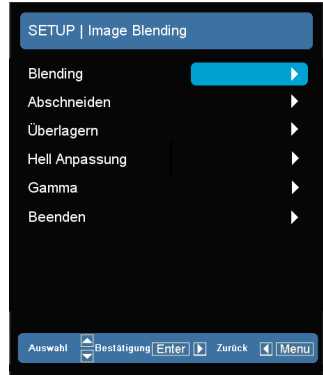 SETUP | Image Blending
Blending
Abschneiden
Überlagern
Hell Anpassung
Gamma
Beenden
Auswahl Bestätigung Enter Zurück Menu